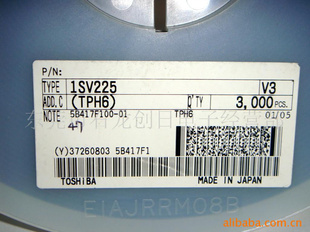 P/N:
TYPE 1SV225 V3
ADD.C (TPH6) Q'TY 3,000 PCS.
NOTE 5B417F100-01 TPH6 01/05
47
(Y)37260803 5B417F1
TOSHIBA MADE IN JAPAN
EIAJRRM08B